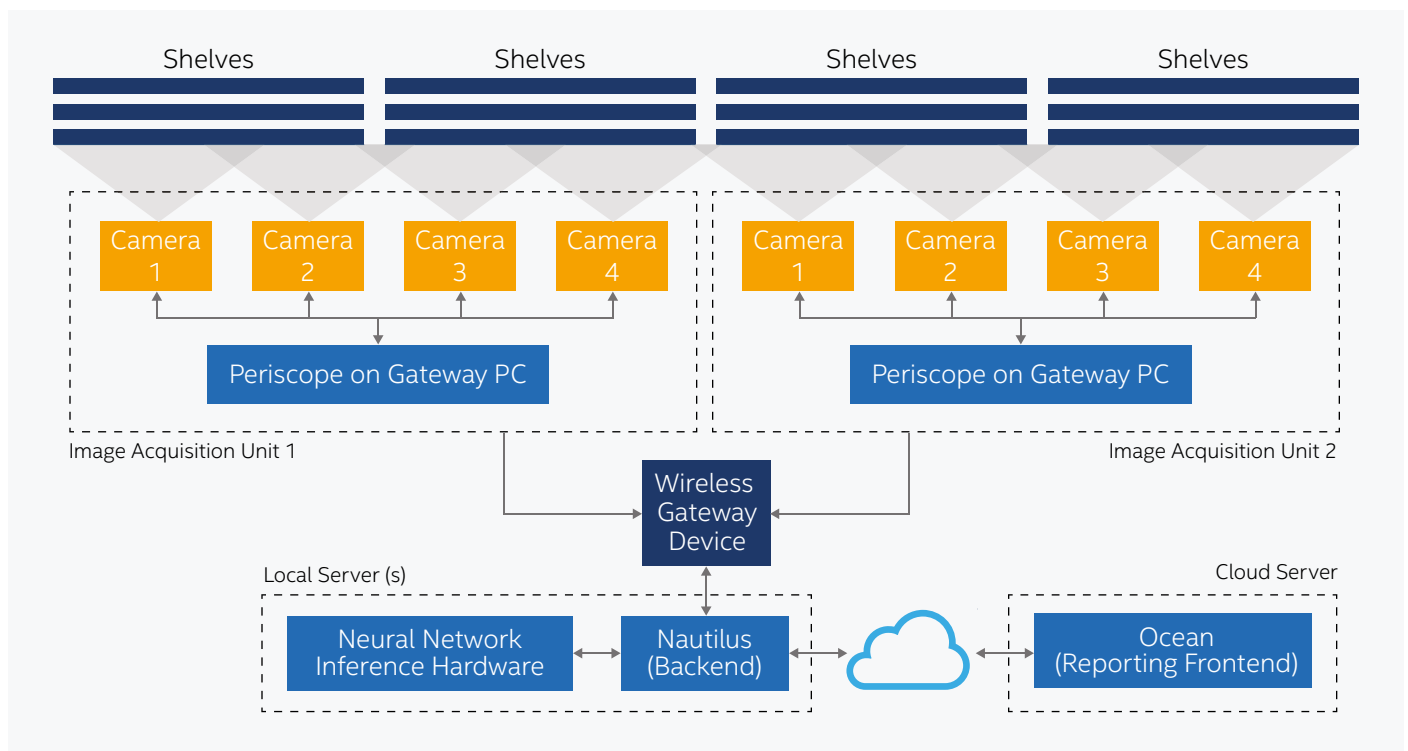 Shelves
Shelves
Shelves
Shelves
Camera
1
Camera
2
Camera
3
Camera
4
Camera
1
Camera
2
Camera
3
Camera
4
Periscope on Gateway PC
Periscope on Gateway PC
Image Acquisition Unit 1
Image Acquisition Unit 2
Wireless
Gateway
Device
Local Server (s)
Cloud Server
Neural Network
Inference Hardware
Nautilus
(Backend)
Ocean
(Reporting Frontend)